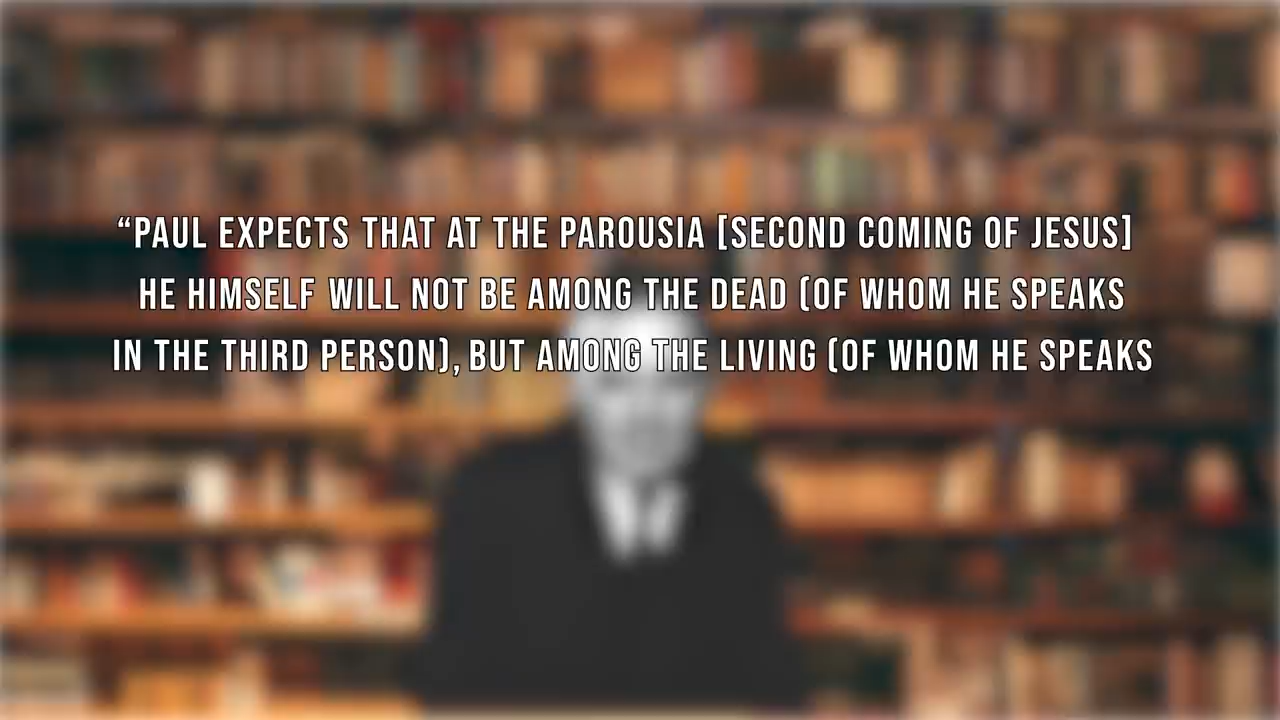 “PAUL EXPECTS THAT AT THE PAROUSIA [SECOND COMING OF JESUS]
HE HIMSELF WILL NOT BE AMONG THE DEAD (OF WHOM HE SPEAKS
IN THE THIRD PERSON), BUT AMONG THE LIVING (OF WHOM HE SPEAKS